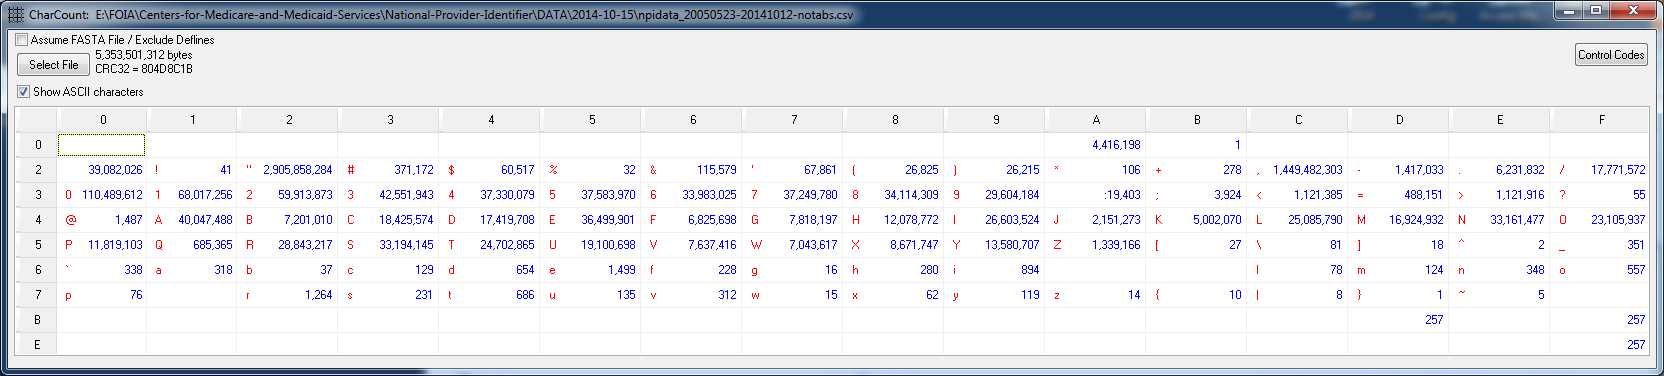 CharCount: E:\FOIA\Centers-for-Medicare-and-Medicaid-Services\National-Provider-Identifier\DATA\2014-10-15\npidata_20050523-20141012-notabs.csv
Assume FASTA File / Exclude Deflines
Select File 5,353,501,312 bytes Control Codes
CRC32 = 804D8C1B
Show ASCII characters
0 1 2 3 4 5 6 7 8 9 A B C D E F
0 4,416,198 1
2 39,082,026 ! 41 " 2,905,858,284 # 371,172 $ 60,517 % 32 & 115,579 ' 67,861 ( 26,825 ) 26,215 * 106 + 278 , 1,449,482,303 - 1,417,033 . 6,231,832 / 17,771,572
3 0 110,489,612 1 68,017,256 2 59,913,873 3 42,551,943 4 37,330,079 5 37,583,970 6 33,983,025 7 37,249,780 8 34,114,309 9 29,604,184 : 19,403 ; 3,924 < 1,121,385 = 488,151 > 1,121,916 ? 55
4 @ 1,487 A 40,047,488 B 7,201,010 C 18,425,574 D 17,419,708 E 36,499,901 F 6,825,698 G 7,818,197 H 12,078,772 I 26,603,524 J 2,151,273 K 5,002,070 L 25,085,790 M 16,924,932 N 33,161,477 O 23,105,937
5 P 11,819,103 Q 685,365 R 28,843,217 S 33,194,145 T 24,702,865 U 19,100,698 V 7,637,416 W 7,043,617 X 8,671,747 Y 13,580,707 Z 1,339,166 [ 27 \ 81 ] 18 ^ 2 _ 351
6 ` 338 a 318 b 37 c 129 d 654 e 1,499 f 228 g 16 h 280 i 894 l 78 m 124 n 348 o 557
7 p 76 r 1,264 s 231 t 686 u 135 v 312 w 15 x 62 y 119 z 14 { 10 | 8 } 1 ~ 5
B 257 257
E 257